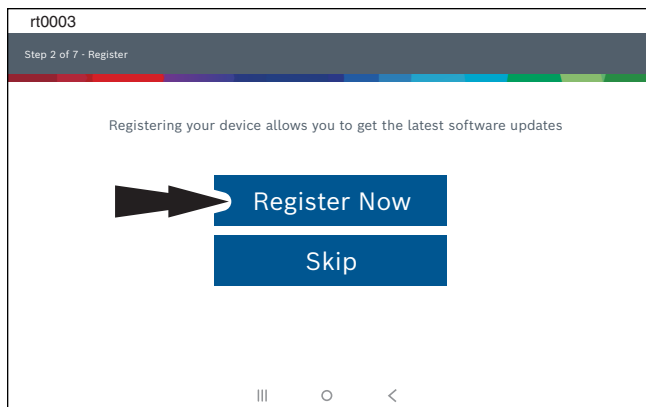 rt0003
Step 2 of 7 - Register
Registering your device allows you to get the latest software updates
Register Now
Skip